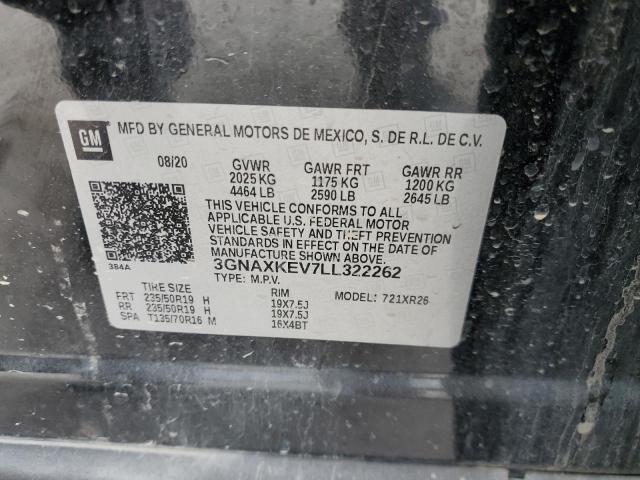 GM
MFD BY GENERAL MOTORS DE MEXICO, S. DE R.L. DE C.V.
08/20 GVWR GAWR FRT GAWR RR
2025 KG 1175 KG 1200 KG
4464 LB 2590 LB 2645 LB
THIS VEHICLE CONFORMS TO ALL
APPLICABLE U.S. FEDERAL MOTOR
VEHICLE SAFETY AND THEFT PREVENTION
STANDARDS IN EFFECT ON THE DATE OF
MANUFACTURE SHOWN ABOVE.
384A 3GNAXKEV7LL322262
TYPE: M.P.V.
TIRE SIZE RIM MODEL: 721XR26
FRT 235/50R19 H 19X7.5J
RR 235/50R19 H 19X7.5J
SPA T135/70R16 M 16X4BT